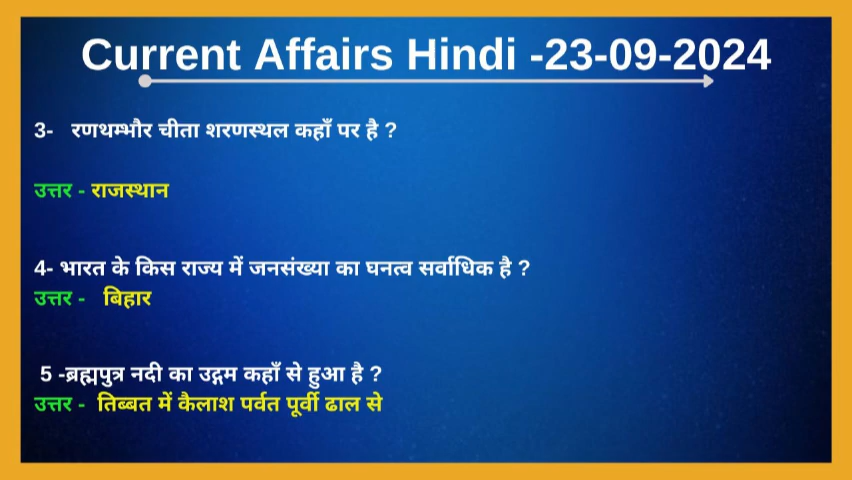 Current Affairs Hindi -23-09-2024
3- रणथम्भौर चीता शरणस्थल कहाँ पर है ?
उत्तर - राजस्थान
4- भारत के किस राज्य में जनसंख्या का घनत्व सर्वाधिक है ?
उत्तर - बिहार
5 -ब्रह्मपुत्र नदी का उद्गम कहाँ से हुआ है ?
उत्तर - तिब्बत में कैलाश पर्वत पूर्वी ढाल से